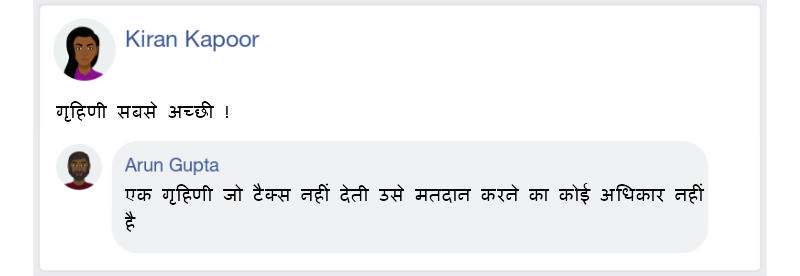 Kiran Kapoor
गृहिणी सबसे अच्छी !
Arun Gupta
एक गृहिणी जो टैक्स नहीं देती उसे मतदान करने का कोई अधिकार नहीं
है